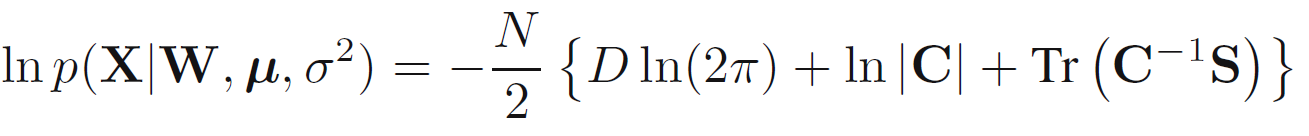 ln p(𝐗|𝐖, 𝝁, σ²) = −N/2 {D ln(2π) + ln |𝐂| + Tr (𝐂⁻¹𝐒)}